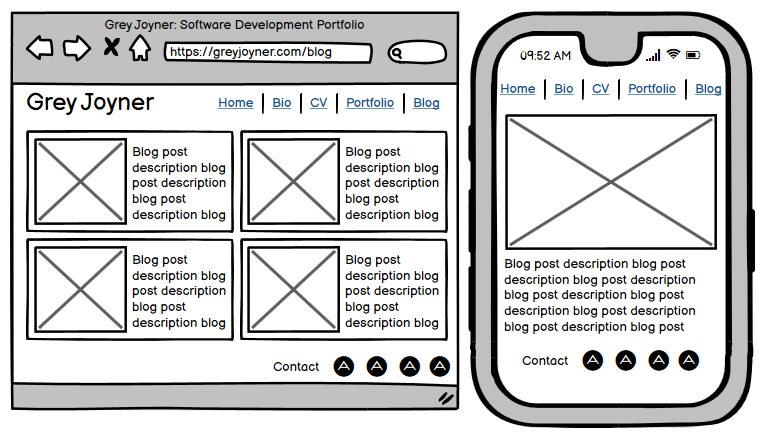 Grey Joyner: Software Development Portfolio
https://greyjoyner.com/blog
Grey Joyner
Home | Bio | CV | Portfolio | Blog
Blog post
description blog
post description
blog post
description blog
Blog post
description blog
post description
blog post
description blog
Blog post
description blog
post description
blog post
description blog
Blog post
description blog
post description
blog post
description blog
Contact
09:52 AM
Home | Bio | CV | Portfolio | Blog
Blog post description blog post
description blog post description
blog post description blog post
description blog post description
blog post description blog post
Contact